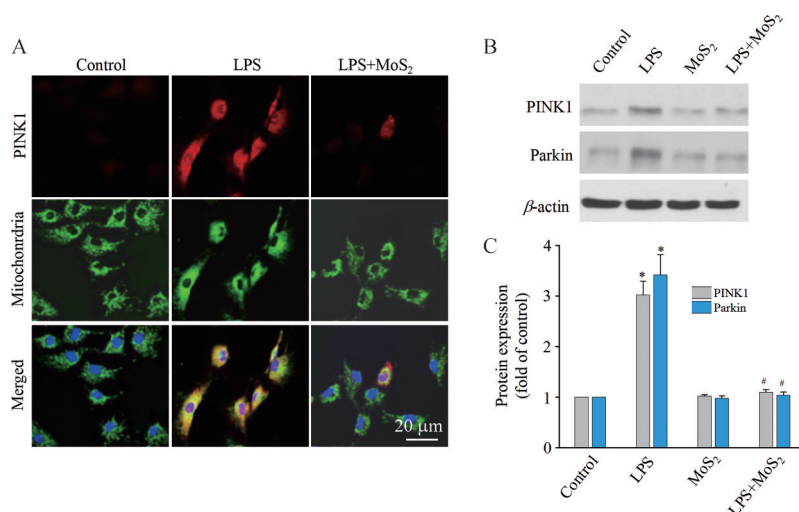 A
Control
LPS
LPS+MoS₂
PINK1
Mitochonrdia
Merged
20 μm
B
Control
LPS
MoS₂
LPS+MoS₂
PINK1
Parkin
β-actin
C
Protein expression
(fold of control)
4
3
2
1
0
*
*
#
#
PINK1
Parkin
Control
LPS
MoS₂
LPS+MoS₂